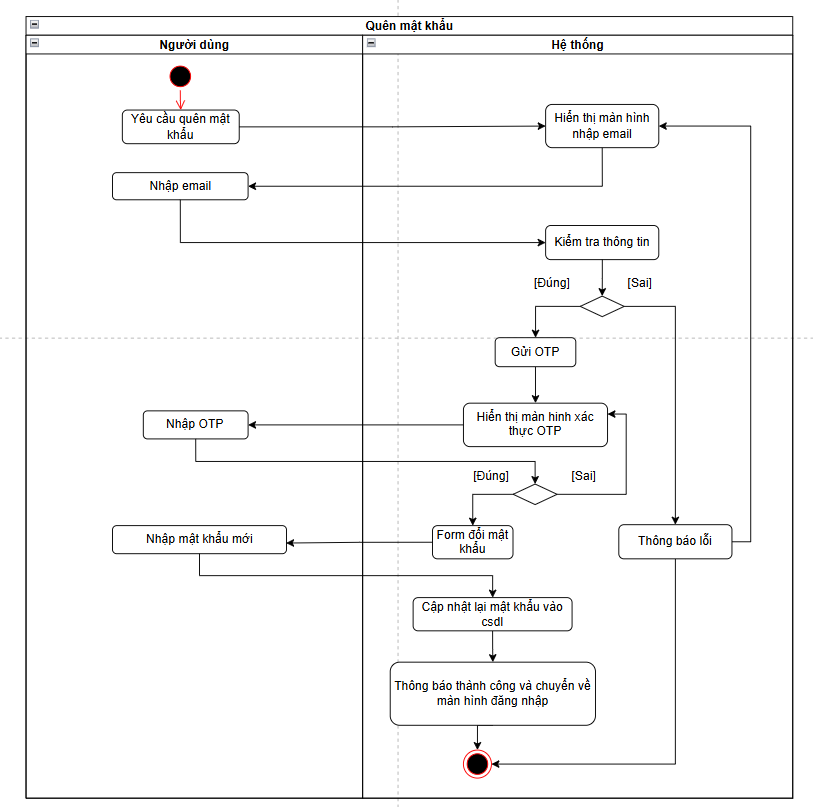 Quên mật khẩu
Người dùng
Hệ thống
Yêu cầu quên mật
khẩu
Hiển thị màn hình
nhập email
Nhập email
Kiểm tra thông tin
[Đúng]
[Sai]
Gửi OTP
Hiển thị màn hinh xác
thực OTP
Nhập OTP
[Đúng]
[Sai]
Form đổi mật
khẩu
Nhập mật khẩu mới
Thông báo lỗi
Cập nhật lại mật khẩu vào
csdl
Thông báo thành công và chuyển về
màn hình đăng nhập